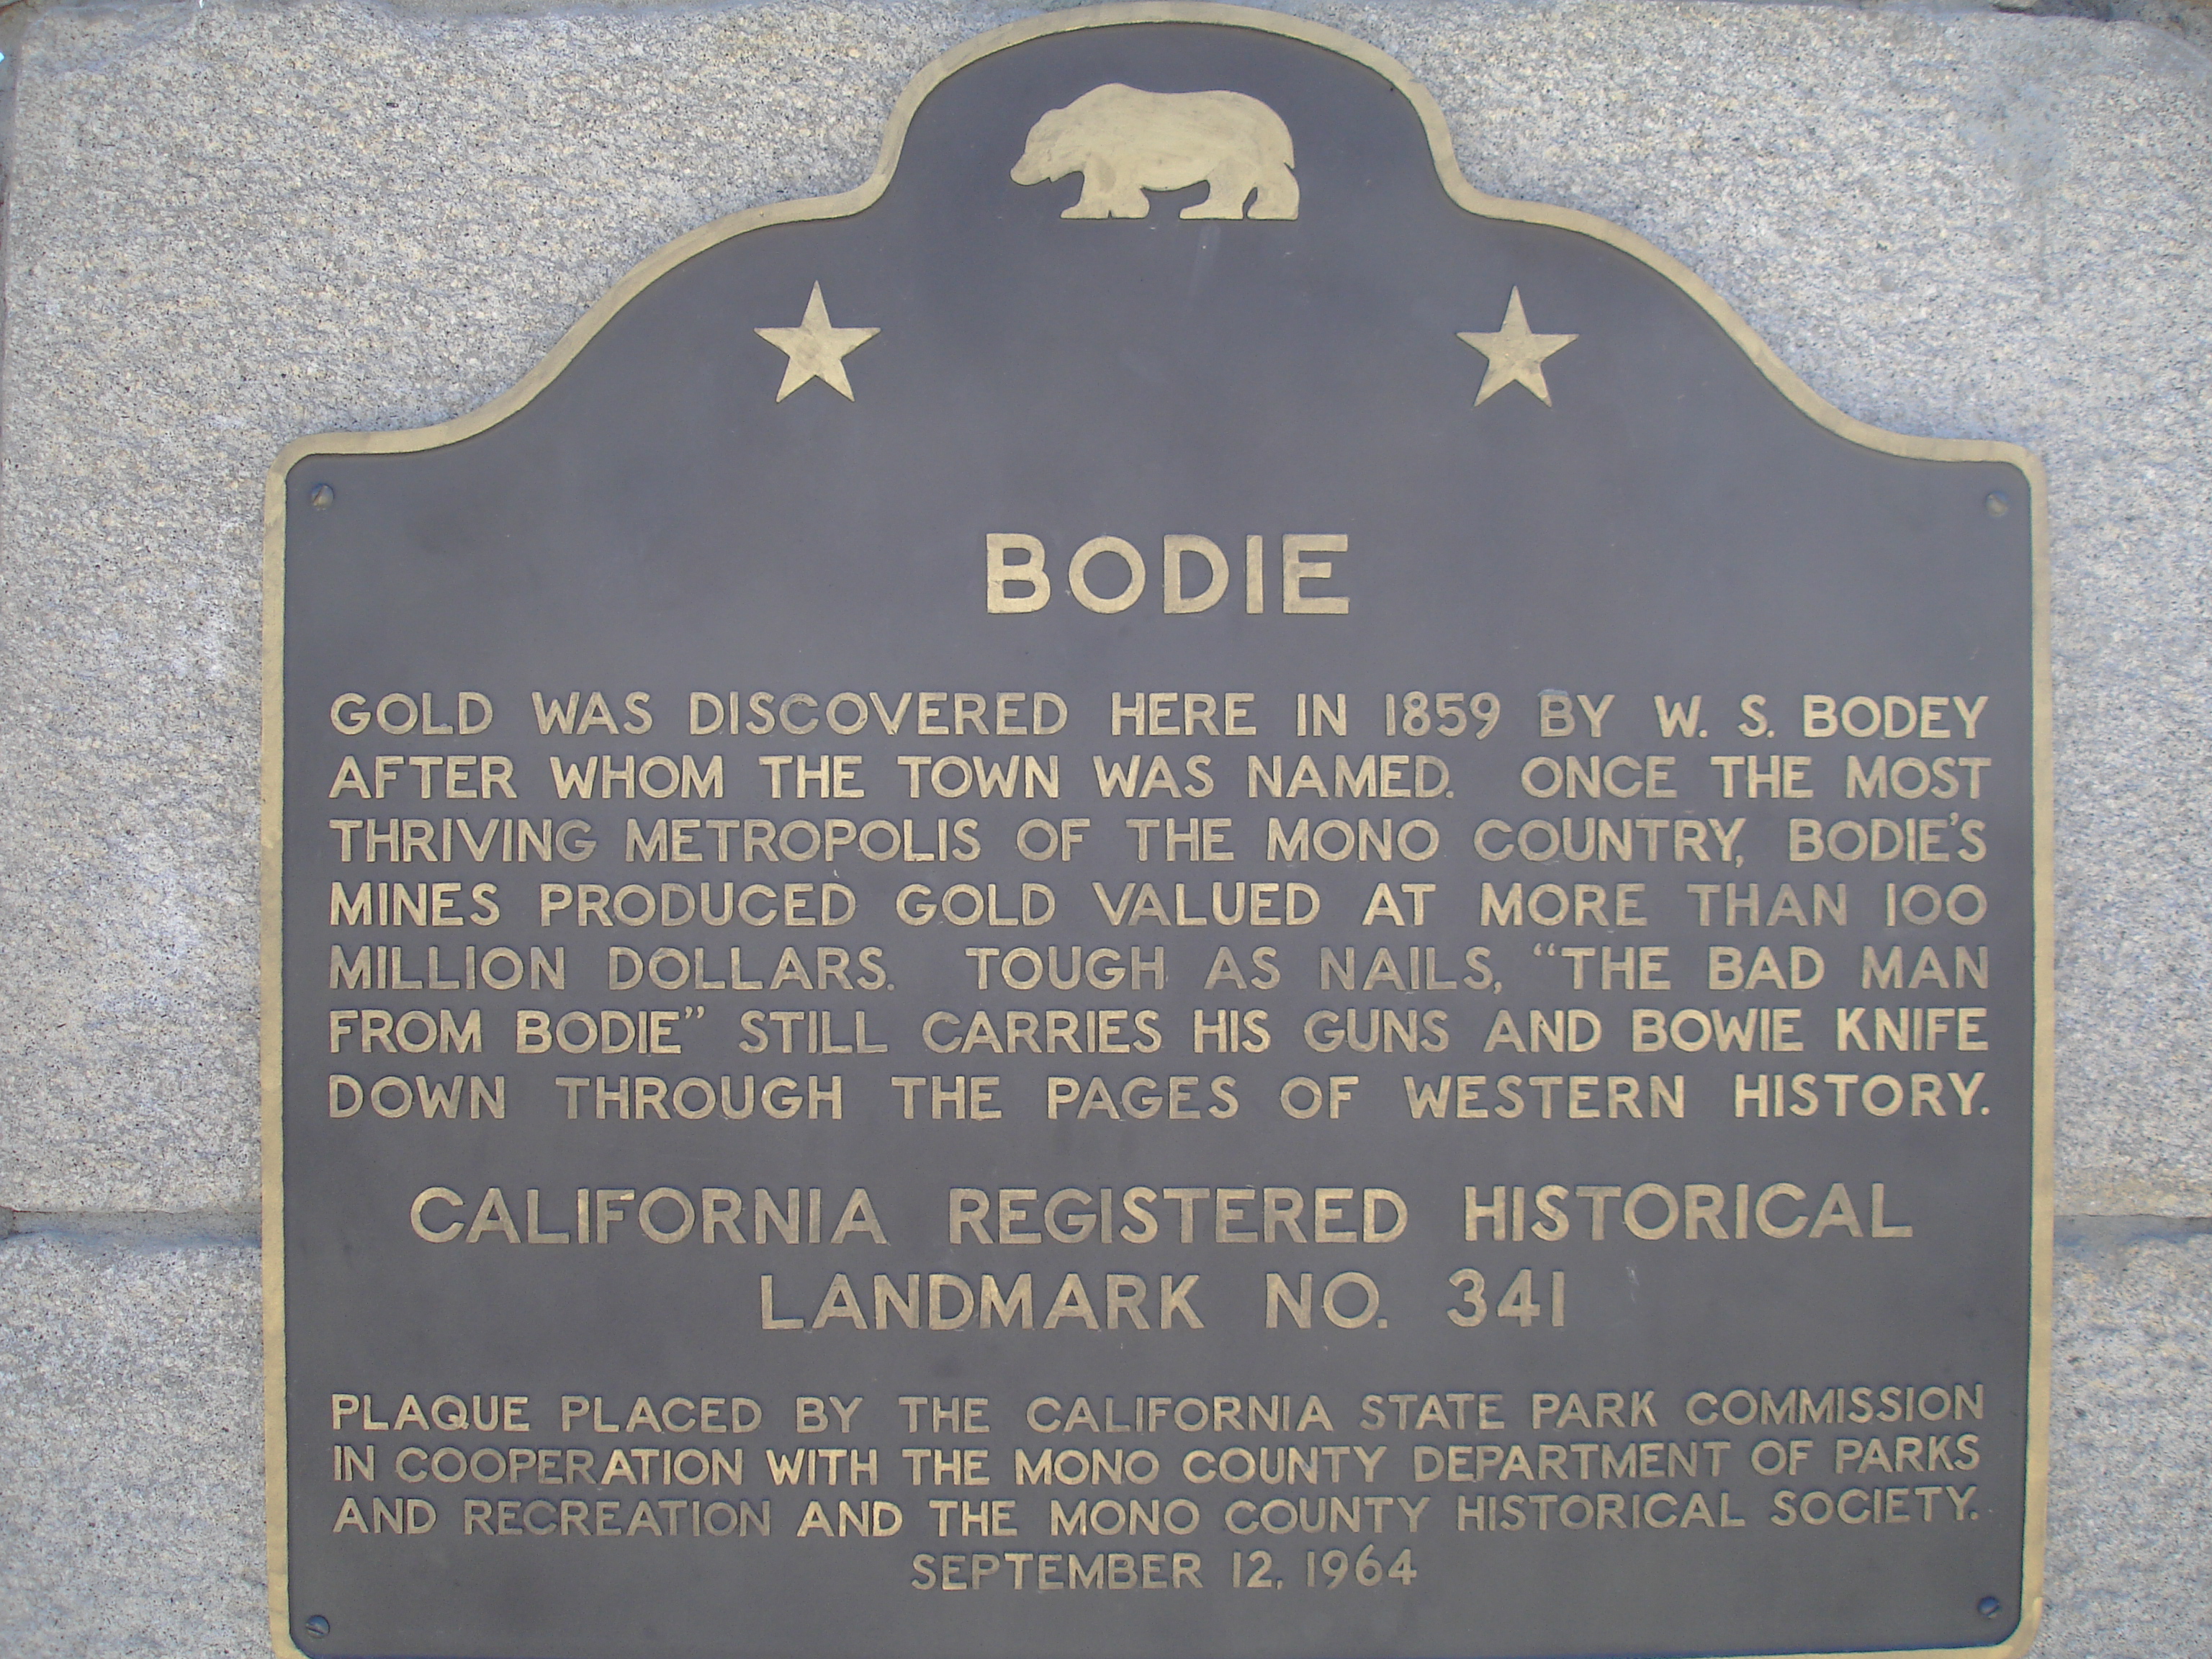 BODIE
GOLD WAS DISCOVERED HERE IN 1859 BY W. S. BODEY
AFTER WHOM THE TOWN WAS NAMED. ONCE THE MOST
THRIVING METROPOLIS OF THE MONO COUNTRY, BODIE'S
MINES PRODUCED GOLD VALUED AT MORE THAN 100
MILLION DOLLARS. TOUGH AS NAILS, "THE BAD MAN
FROM BODIE" STILL CARRIES HIS GUNS AND BOWIE KNIFE
DOWN THROUGH THE PAGES OF WESTERN HISTORY.
CALIFORNIA REGISTERED HISTORICAL
LANDMARK NO. 341
PLAQUE PLACED BY THE CALIFORNIA STATE PARK COMMISSION
IN COOPERATION WITH THE MONO COUNTY DEPARTMENT OF PARKS
AND RECREATION AND THE MONO COUNTY HISTORICAL SOCIETY.
SEPTEMBER 12, 1964